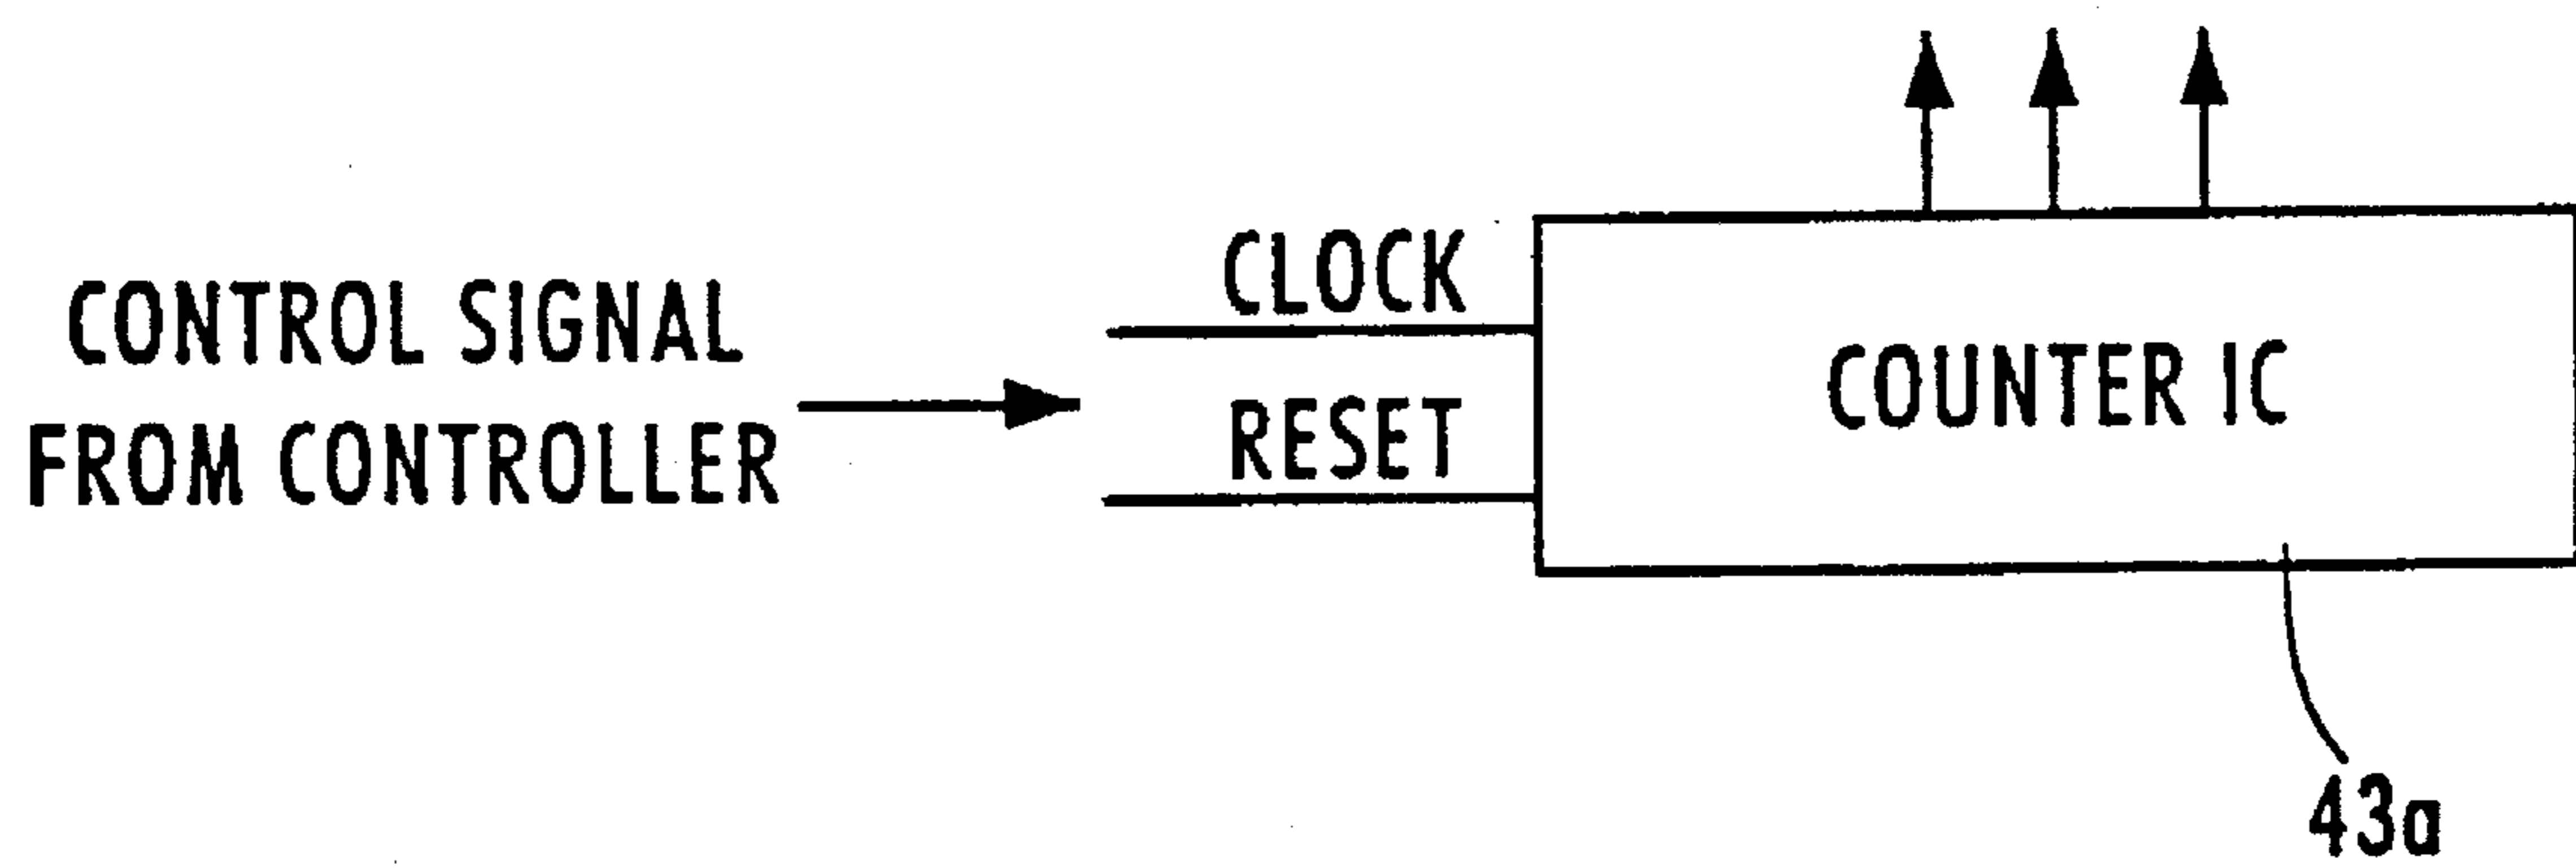 CONTROL SIGNAL
FROM CONTROLLER
CLOCK
RESET
COUNTER IC
43a